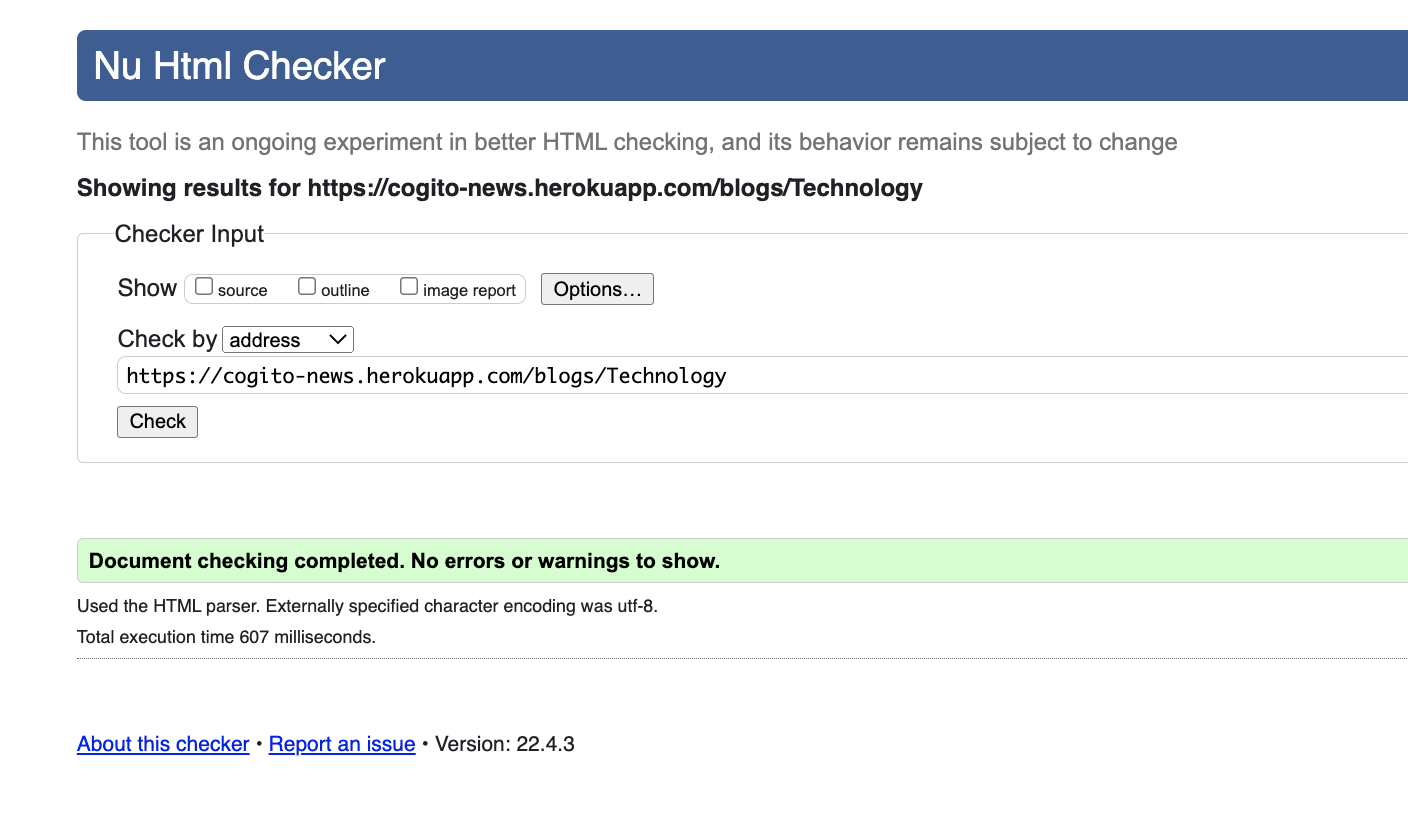 Nu Html Checker
This tool is an ongoing experiment in better HTML checking, and its behavior remains subject to change
Showing results for https://cogito-news.herokuapp.com/blogs/Technology
Checker Input
Show source outline image report Options...
Check by address
https://cogito-news.herokuapp.com/blogs/Technology
Check
Document checking completed. No errors or warnings to show.
Used the HTML parser. Externally specified character encoding was utf-8.
Total execution time 607 milliseconds.
About this checker • Report an issue • Version: 22.4.3